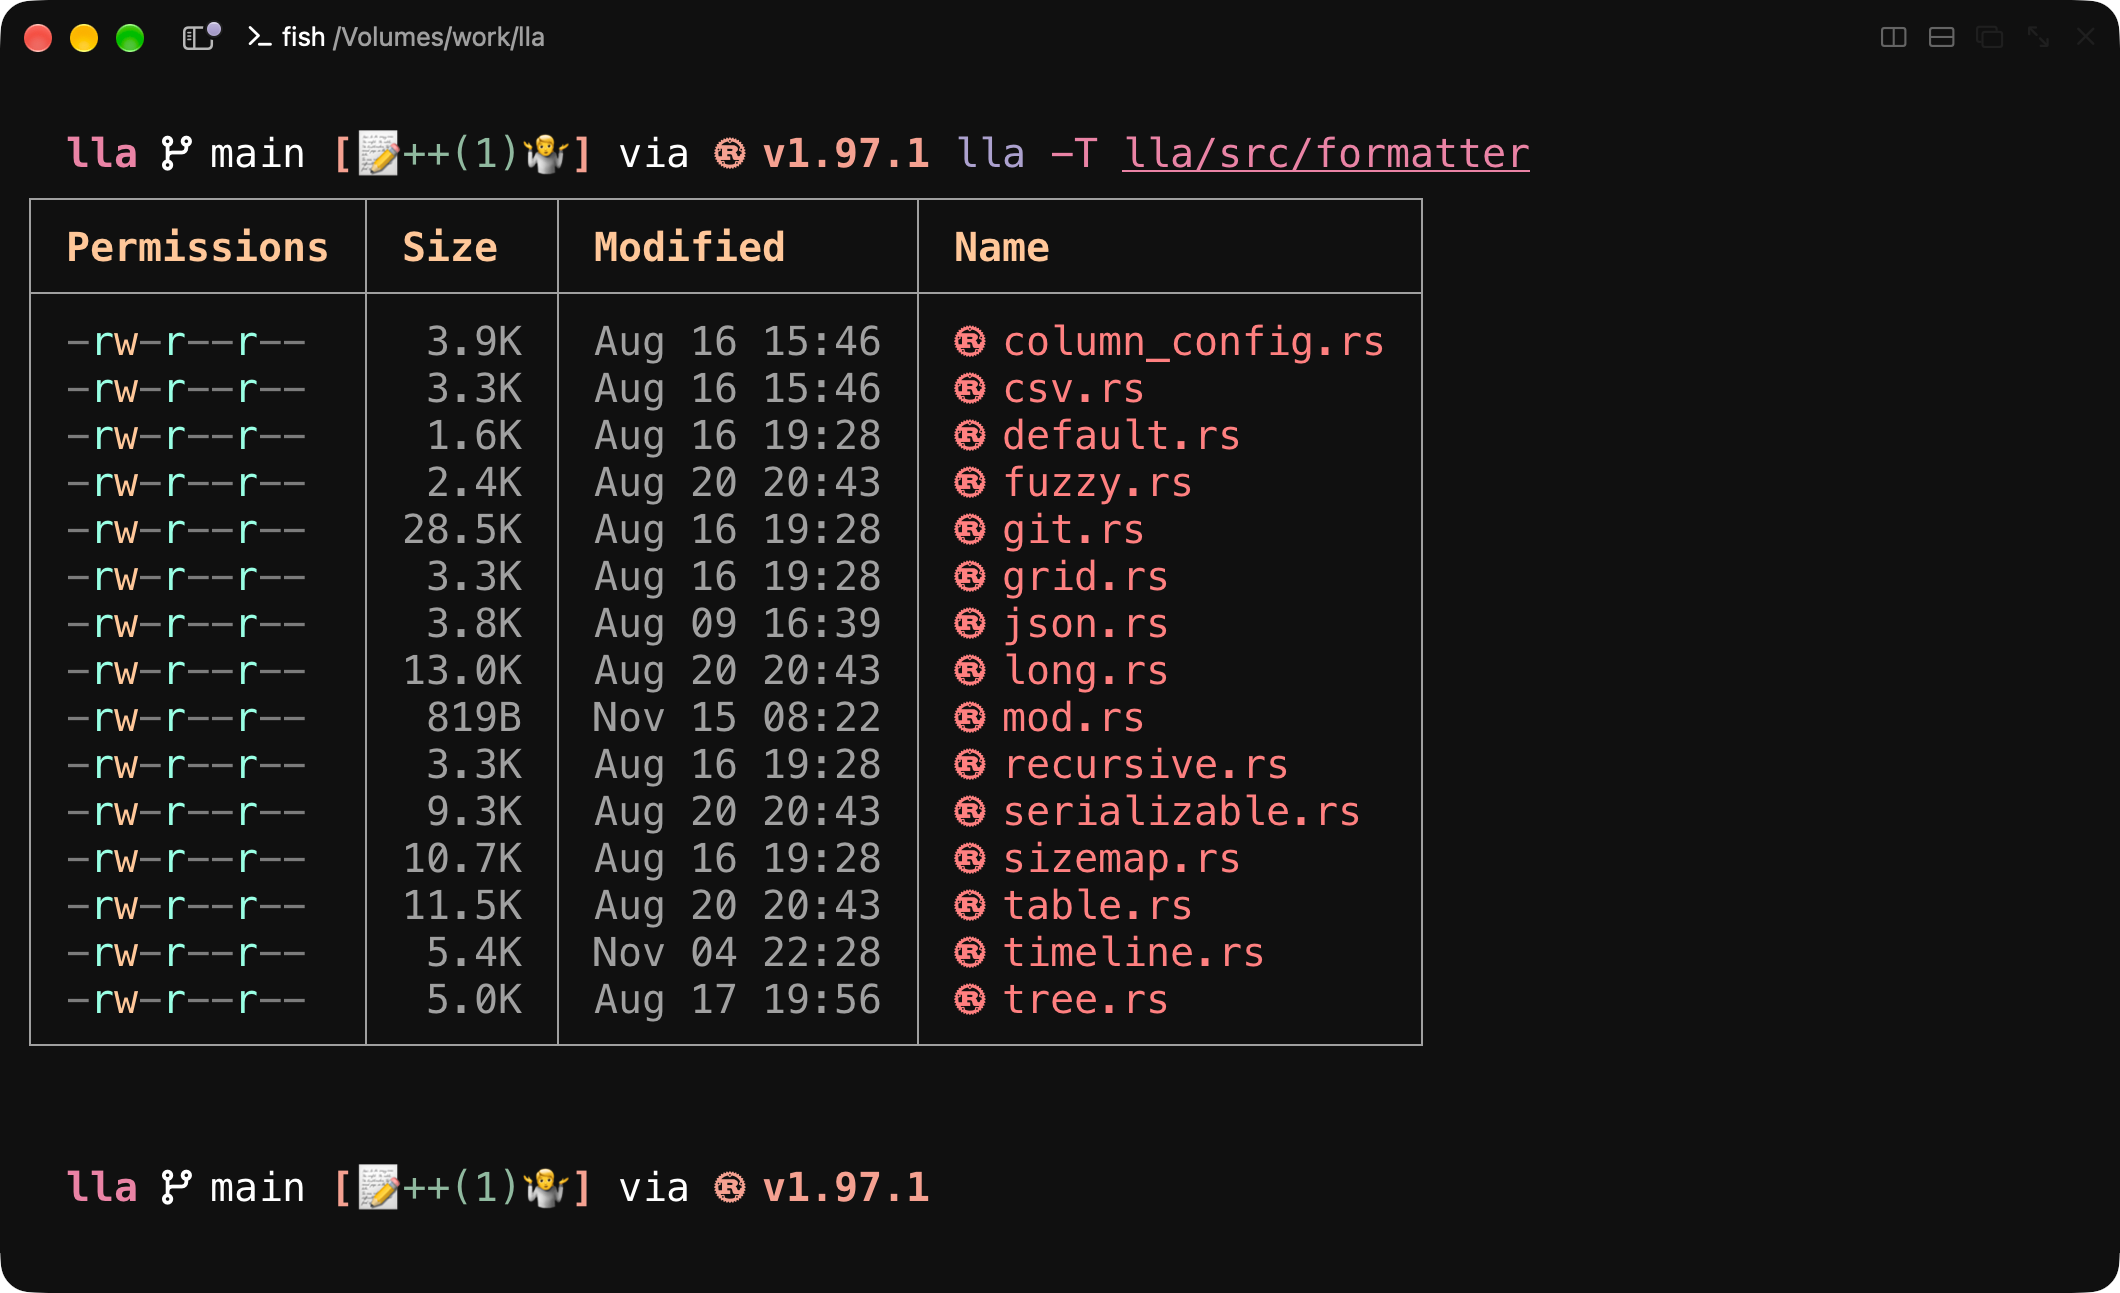 fish /Volumes/work/lla
lla main [📝++(1)🤷‍♂️] via v1.97.1 lla -T lla/src/formatter
Permissions Size Modified Name
-rw-r--r-- 3.9K Aug 16 15:46 column_config.rs
-rw-r--r-- 3.3K Aug 16 15:46 csv.rs
-rw-r--r-- 1.6K Aug 16 19:28 default.rs
-rw-r--r-- 2.4K Aug 20 20:43 fuzzy.rs
-rw-r--r-- 28.5K Aug 16 19:28 git.rs
-rw-r--r-- 3.3K Aug 16 19:28 grid.rs
-rw-r--r-- 3.8K Aug 09 16:39 json.rs
-rw-r--r-- 13.0K Aug 20 20:43 long.rs
-rw-r--r-- 819B Nov 15 08:22 mod.rs
-rw-r--r-- 3.3K Aug 16 19:28 recursive.rs
-rw-r--r-- 9.3K Aug 20 20:43 serializable.rs
-rw-r--r-- 10.7K Aug 16 19:28 sizemap.rs
-rw-r--r-- 11.5K Aug 20 20:43 table.rs
-rw-r--r-- 5.4K Nov 04 22:28 timeline.rs
-rw-r--r-- 5.0K Aug 17 19:56 tree.rs
lla main [📝++(1)🤷‍♂️] via v1.97.1